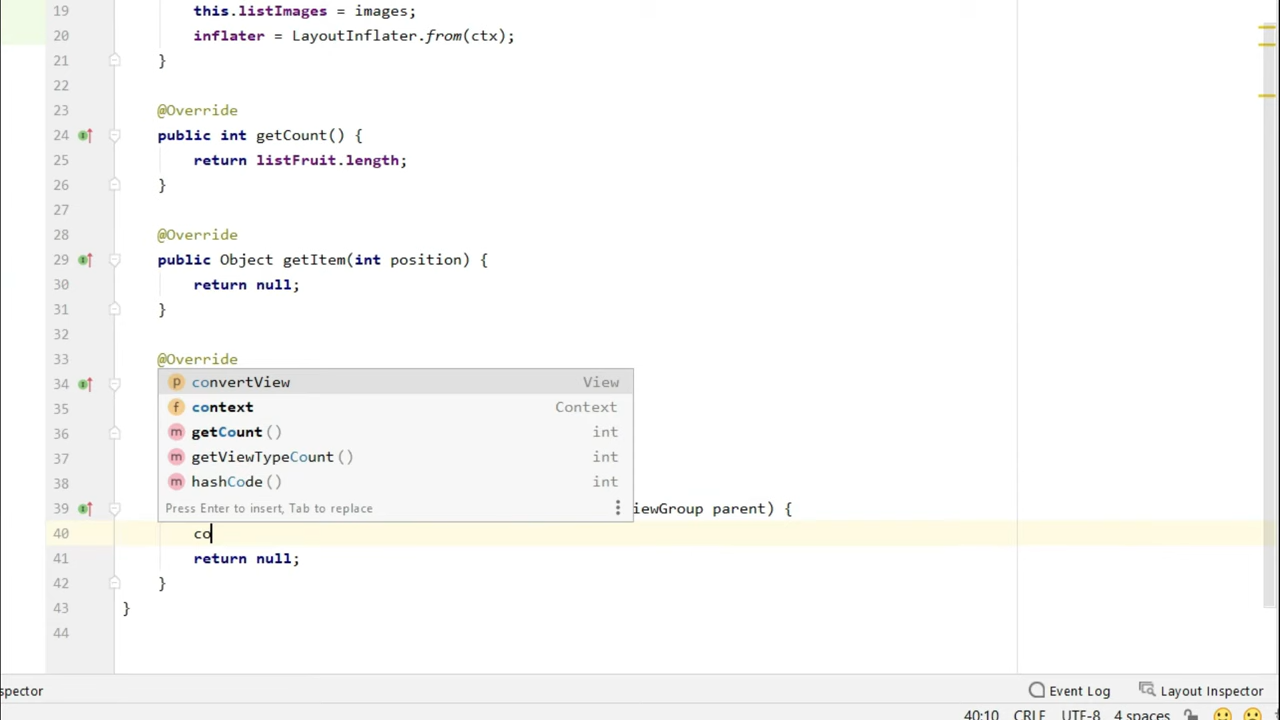 19 this.listImages = images;
20 inflater = LayoutInflater.from(ctx);
21 }
22
23 @Override
24 public int getCount() {
25 return listFruit.length;
26 }
27
28 @Override
29 public Object getItem(int position) {
30 return null;
31 }
32
33 @Override
34 convertView View
35 context Context
36 getCount() int
37 getViewTypeCount() int
38 hashCode() int
39 Press Enter to insert, Tab to replace iewGroup parent) {
40 co
41 return null;
42 }
43 }
44
spector Event Log Layout Inspector
40:10 CRLF UTF-8 4 spaces